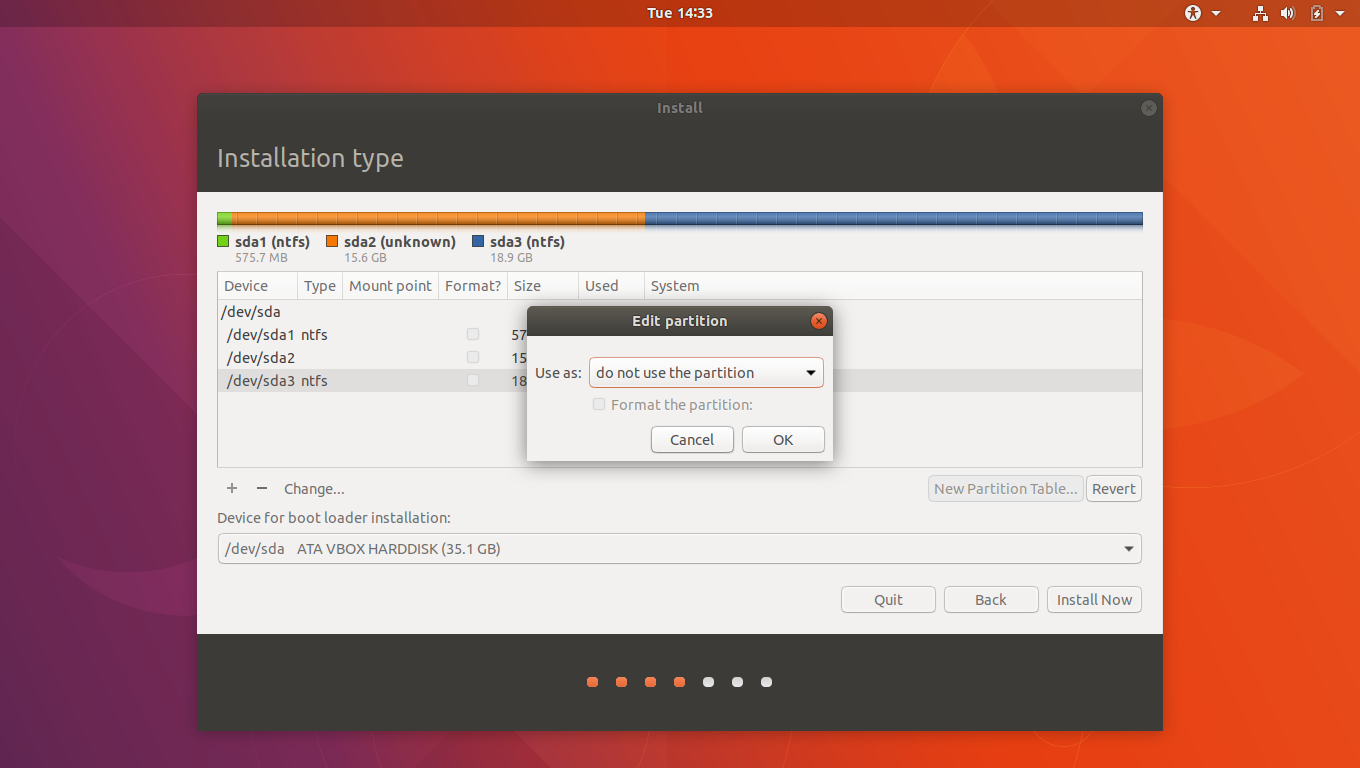 Tue 14:33
Install
Installation type
sda1 (ntfs) sda2 (unknown) sda3 (ntfs)
575.7 MB 15.6 GB 18.9 GB
Device Type Mount point Format? Size Used System
/dev/sda
/dev/sda1 ntfs 57
/dev/sda2 15
/dev/sda3 ntfs 18
Edit partition
Use as: do not use the partition
Format the partition:
Cancel OK
+ − Change... New Partition Table... Revert
Device for boot loader installation:
/dev/sda ATA VBOX HARDDISK (35.1 GB)
Quit Back Install Now